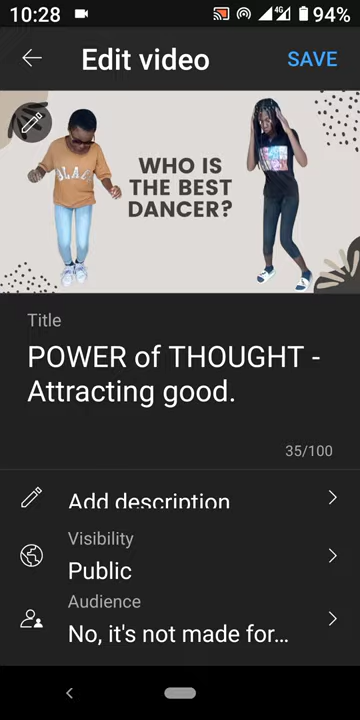 10:28
4G
94%
Edit video
SAVE
WHO IS
THE BEST
DANCER?
Title
POWER of THOUGHT -
Attracting good.
35/100
Add description
Visibility
Public
Audience
No, it's not made for...